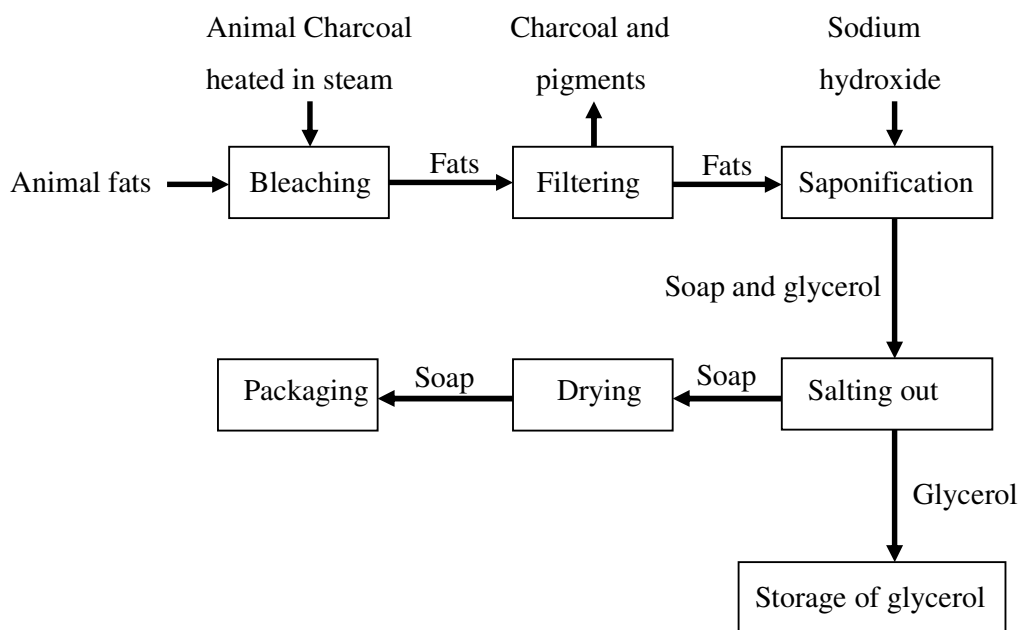 Animal Charcoal
heated in steam
Charcoal and
pigments
Sodium
hydroxide
Animal fats
Bleaching
Fats
Filtering
Fats
Saponification
Soap and glycerol
Packaging
Soap
Drying
Soap
Salting out
Glycerol
Storage of glycerol